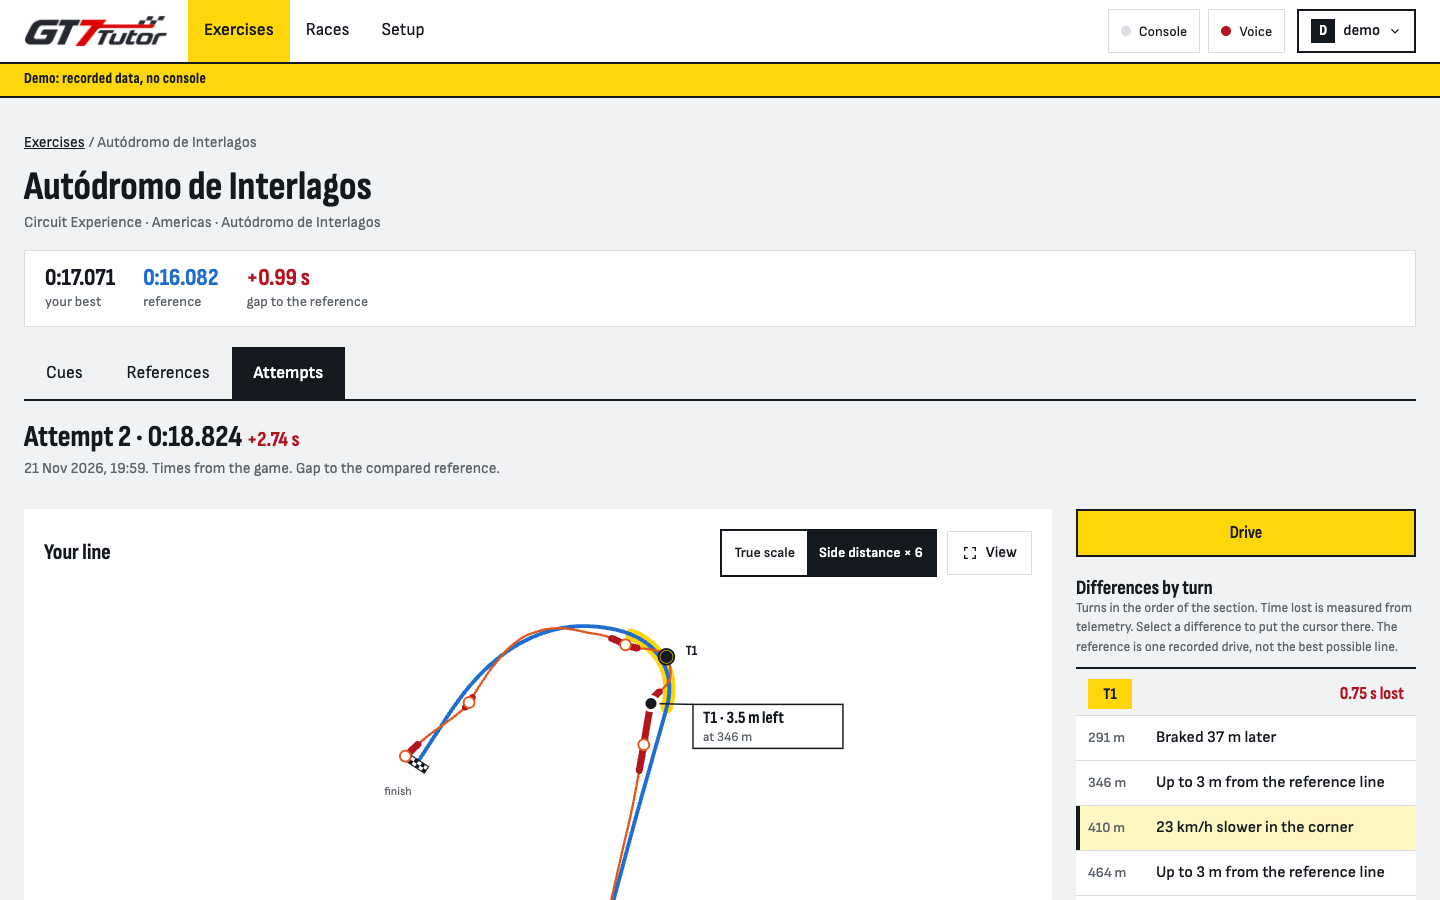 GT7Tutor
Exercises
Races
Setup
Console
Voice
D
demo
Demo: recorded data, no console
Exercises / Autódromo de Interlagos
Autódromo de Interlagos
Circuit Experience · Americas · Autódromo de Interlagos
0:17.071
your best
0:16.082
reference
+0.99 s
gap to the reference
Cues
References
Attempts
Attempt 2 · 0:18.824 +2.74 s
21 Nov 2026, 19:59. Times from the game. Gap to the compared reference.
Your line
True scale
Side distance × 6
View
T1
T1 · 3.5 m left
at 346 m
finish
Drive
Differences by turn
Turns in the order of the section. Time lost is measured from
telemetry. Select a difference to put the cursor there. The
reference is one recorded drive, not the best possible line.
T1 0.75 s lost
291 m Braked 37 m later
346 m Up to 3 m from the reference line
410 m 23 km/h slower in the corner
464 m Up to 3 m from the reference line